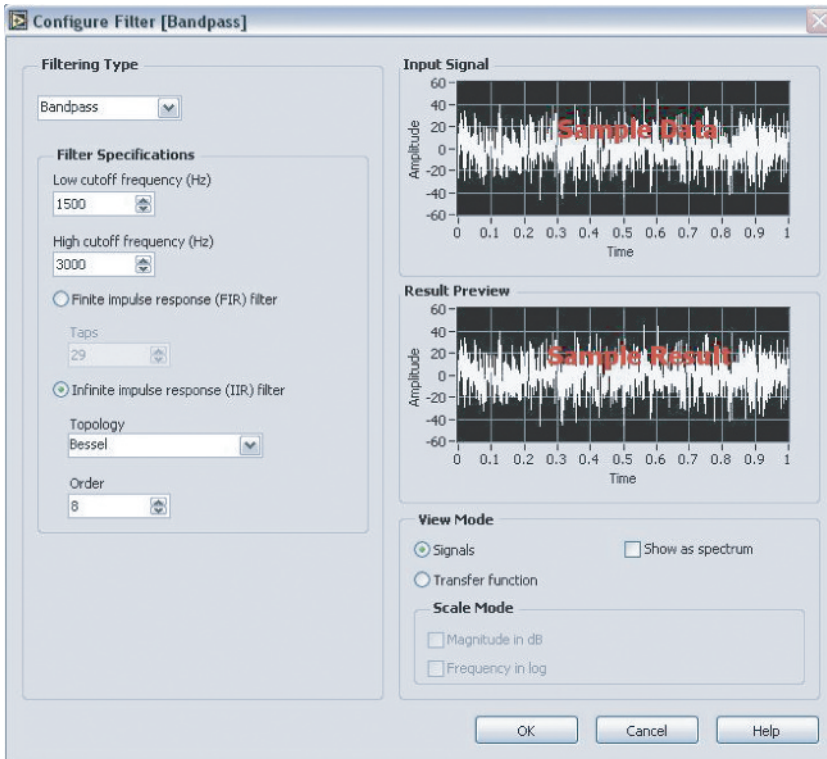 Configure Filter [Bandpass]
Filtering Type
Bandpass
Filter Specifications
Low cutoff frequency (Hz)
1500
High cutoff frequency (Hz)
3000
Finite impulse response (FIR) filter
Taps
29
Infinite impulse response (IIR) filter
Topology
Bessel
Order
8
Input Signal
60
40
20
0
-20
-40
-60
Amplitude
Sample Data
0 0.1 0.2 0.3 0.4 0.5 0.6 0.7 0.8 0.9 1
Time
Result Preview
60
40
20
0
-20
-40
-60
Amplitude
Sample Result
0 0.1 0.2 0.3 0.4 0.5 0.6 0.7 0.8 0.9 1
Time
View Mode
Signals
Show as spectrum
Transfer function
Scale Mode
Magnitude in dB
Frequency in log
OK Cancel Help